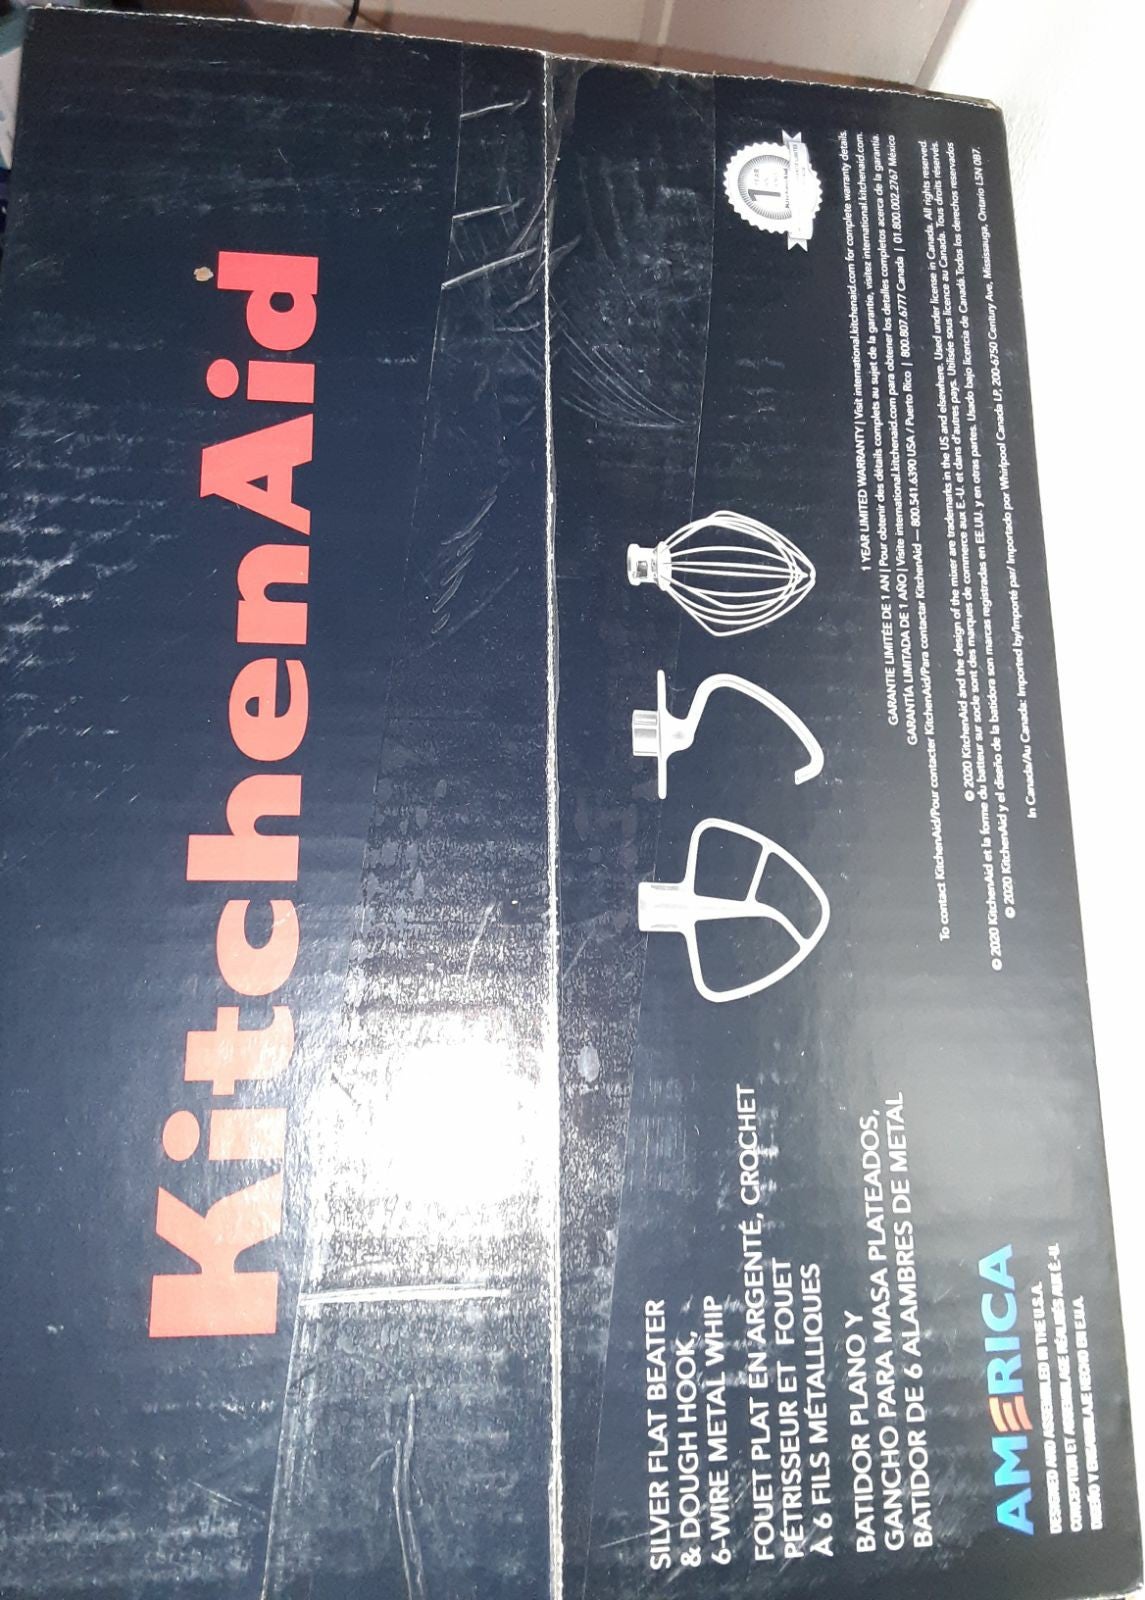 KitchenAid
SILVER FLAT BEATER
& DOUGH HOOK,
6-WIRE METAL WHIP
FOUET PLAT EN ARGENTÉ, CROCHET
PÉTRISSEUR ET FOUET
À 6 FILS MÉTALLIQUES
BATIDOR PLANO Y
GANCHO PARA MASA PLATEADOS,
BATIDOR DE 6 ALAMBRES DE METAL
1
YEAR
KitchenAid
1 YEAR LIMITED WARRANTY | Visit international.kitchenaid.com for complete warranty details.
GARANTIE LIMITÉE DE 1 AN | Pour obtenir des détails complets au sujet de la garantie, visitez international.kitchenaid.com.
GARANTÍA LIMITADA DE 1 AÑO | Visite international.kitchenaid.com para obtener los detalles completos acerca de la garantía.
To contact KitchenAid/Pour contacter KitchenAid/Para contactar KitchenAid — 800.541.6390 USA / Puerto Rico | 800.807.6777 Canada | 01.800.002.2767 México
© 2020 KitchenAid and the design of the mixer are trademarks in the US and elsewhere. Used under license in Canada. All rights reserved.
© 2020 KitchenAid et la forme du batteur sur socle sont des marques de commerce aux E.-U. et dans d'autres pays. Utilisée sous licence au Canada. Tous droits réservés.
© 2020 KitchenAid y el diseño de la batidora son marcas registradas en EE.UU. y en otras partes. Usado bajo licencia de Canadá. Todos los derechos reservados
In Canada/Au Canada: Imported by/Importé par/ Importado por Whirlpool Canada LP, 200-6750 Century Ave, Mississauga, Ontario L5N 0B7.
AMERICA
DESIGNED AND ASSEMBLED IN THE U.S.A.
CONCEPTION ET ASSEMBLAGE RÉALISÉS AUX É.-U.
DISEÑO Y ENSAMBLAJE HECHO EN E.U.A.